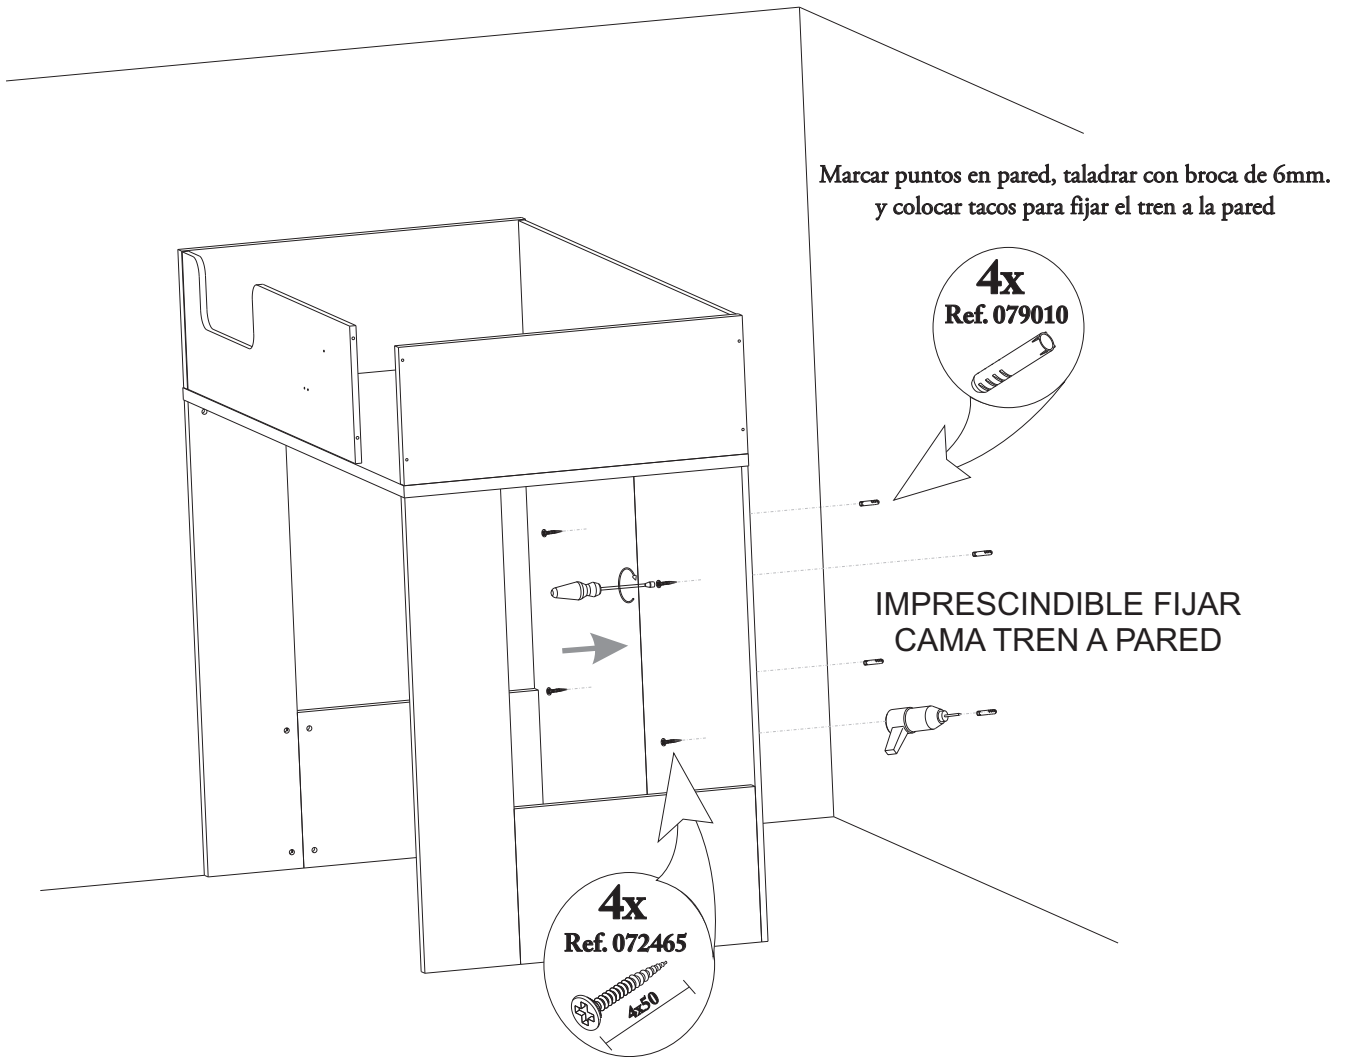 Marcar puntos en pared, taladrar con broca de 6mm.
y colocar tacos para fijar el tren a la pared
4x
Ref. 079010
IMPRESCINDIBLE FIJAR
CAMA TREN A PARED
4x
Ref. 072465
4x50